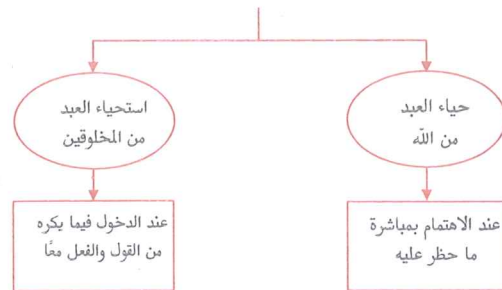 حياء العبد
من الله
استحياء العبد
من المخلوقين
عند الاهتمام بمباشرة
ما حظر عليه
عند الدخول فيما يكره
من القول والفعل معًا